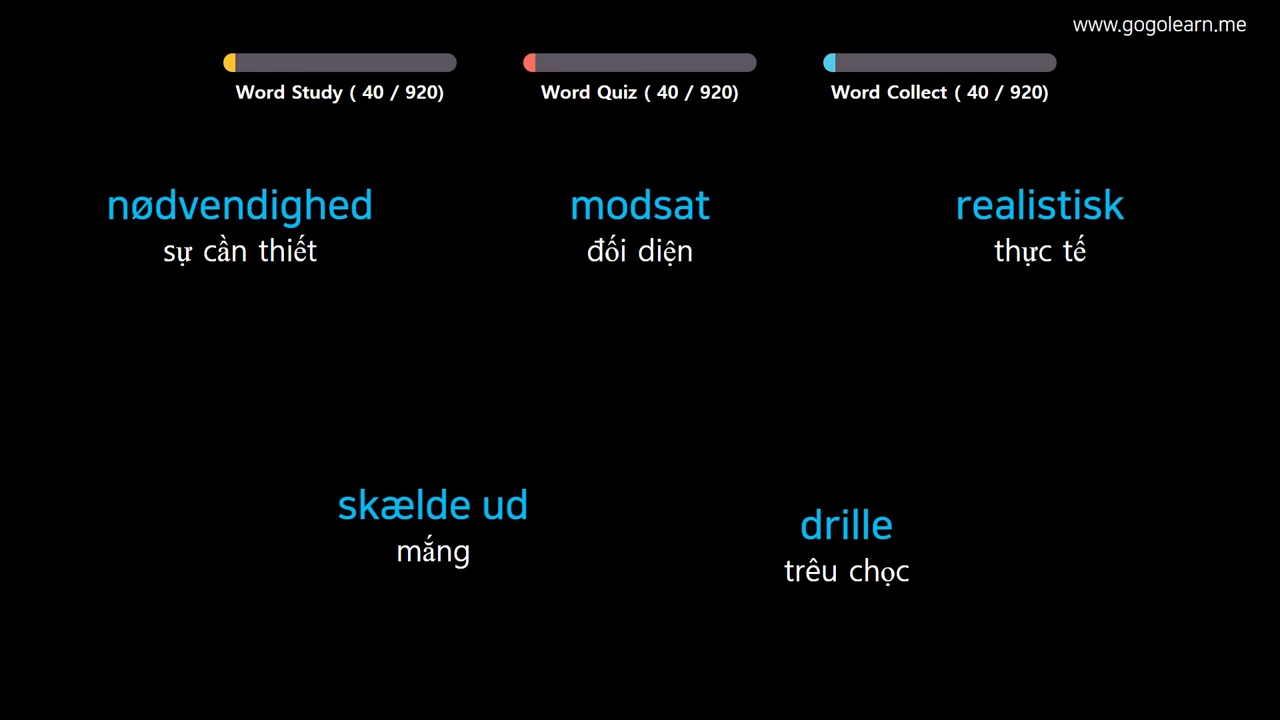 www.gogolearn.me
Word Study ( 40 / 920)
Word Quiz ( 40 / 920)
Word Collect ( 40 / 920)
nødvendighed
sự cần thiết
modsat
đối diện
realistisk
thực tế
skælde ud
mắng
drille
trêu chọc